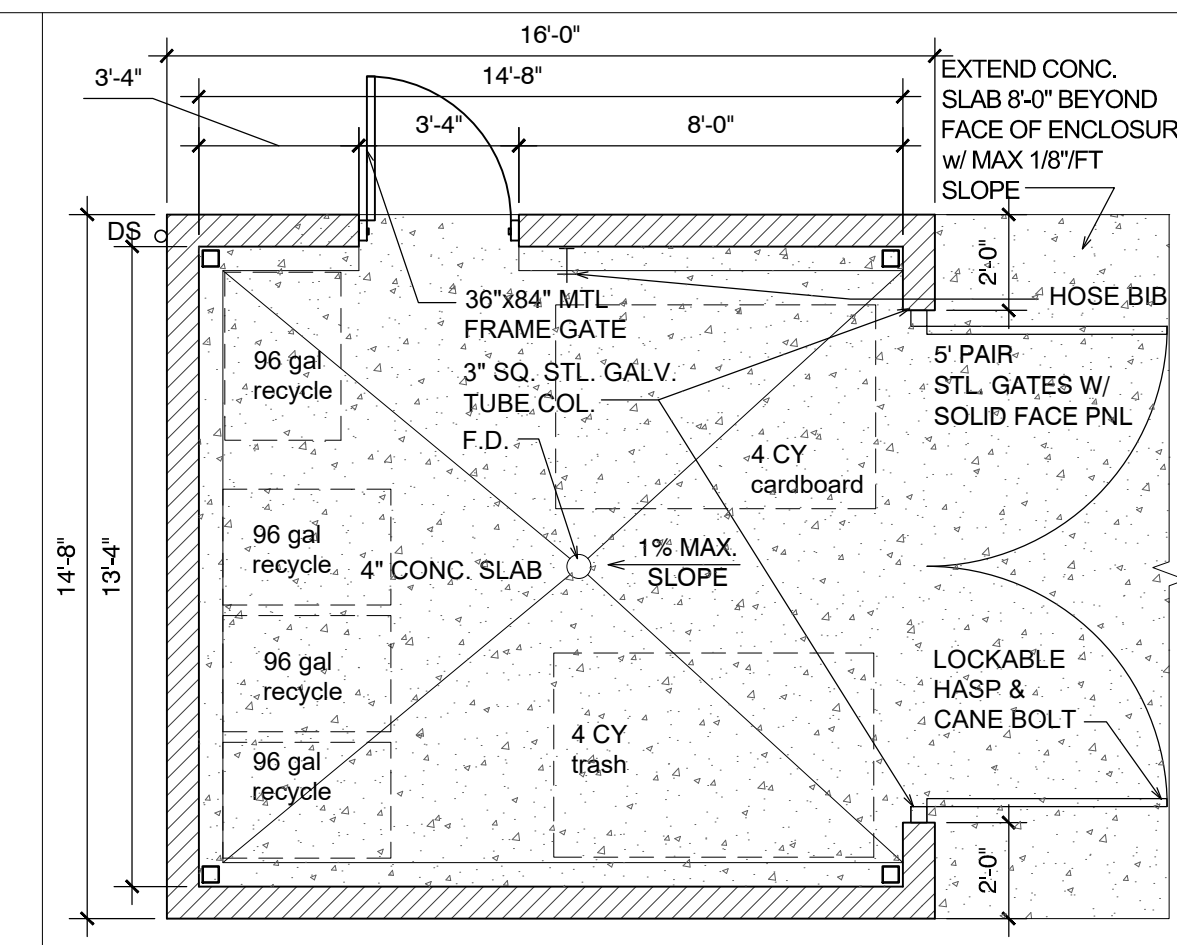 16'-0"
3'-4"
14'-8"
3'-4"
8'-0"
EXTEND CONC.
SLAB 8'-0" BEYOND
FACE OF ENCLOSUR
w/ MAX 1/8"/FT
SLOPE
DS
2'-0"
HOSE BIB
36"x84" MTL
FRAME GATE
96 gal
recycle
3" SQ. STL. GALV.
TUBE COL.
5' PAIR
STL. GATES W/
SOLID FACE PNL
F.D.
4 CY
cardboard
96 gal
recycle
4" CONC. SLAB
1% MAX.
SLOPE
14'-8"
13'-4"
96 gal
recycle
LOCKABLE
HASP &
CANE BOLT
4 CY
trash
96 gal
recycle
2'-0"